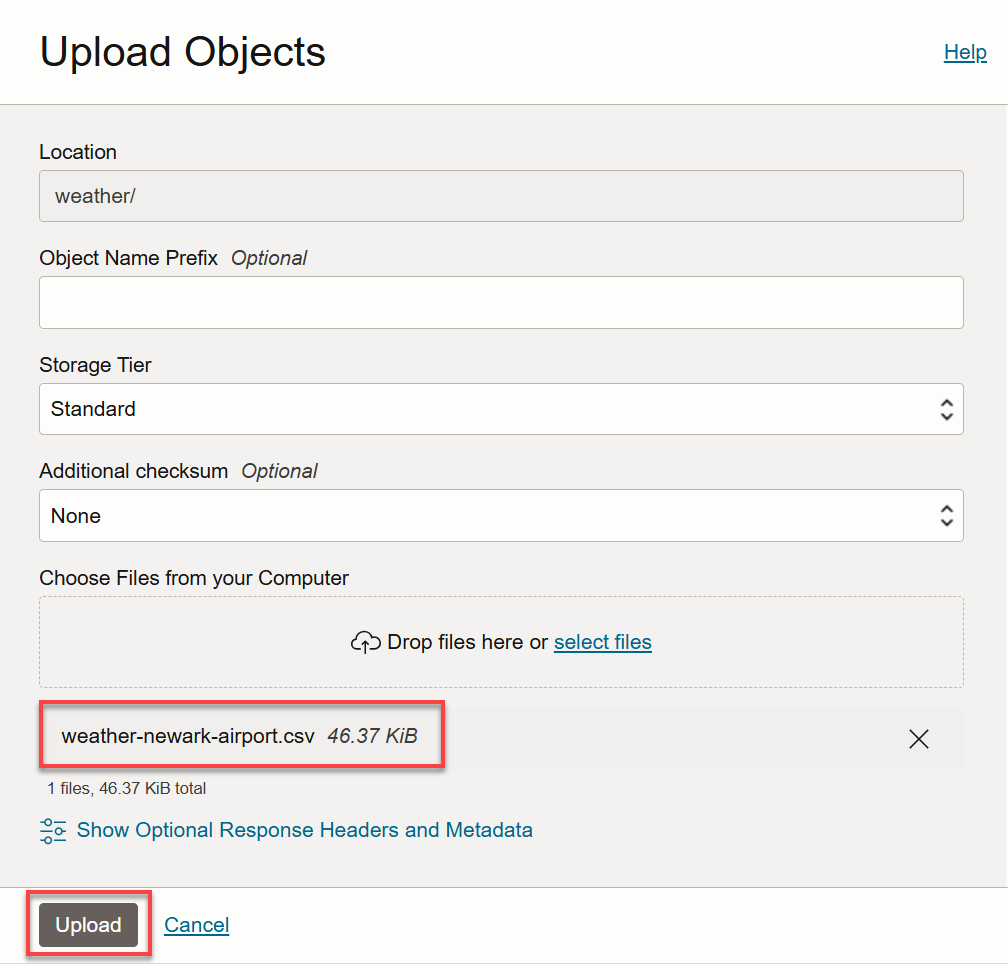 Upload Objects
Help
Location
weather/
Object Name Prefix Optional
Storage Tier
Standard
Additional checksum Optional
None
Choose Files from your Computer
Drop files here or select files
weather-newark-airport.csv 46.37 KiB
1 files, 46.37 KiB total
Show Optional Response Headers and Metadata
Upload Cancel